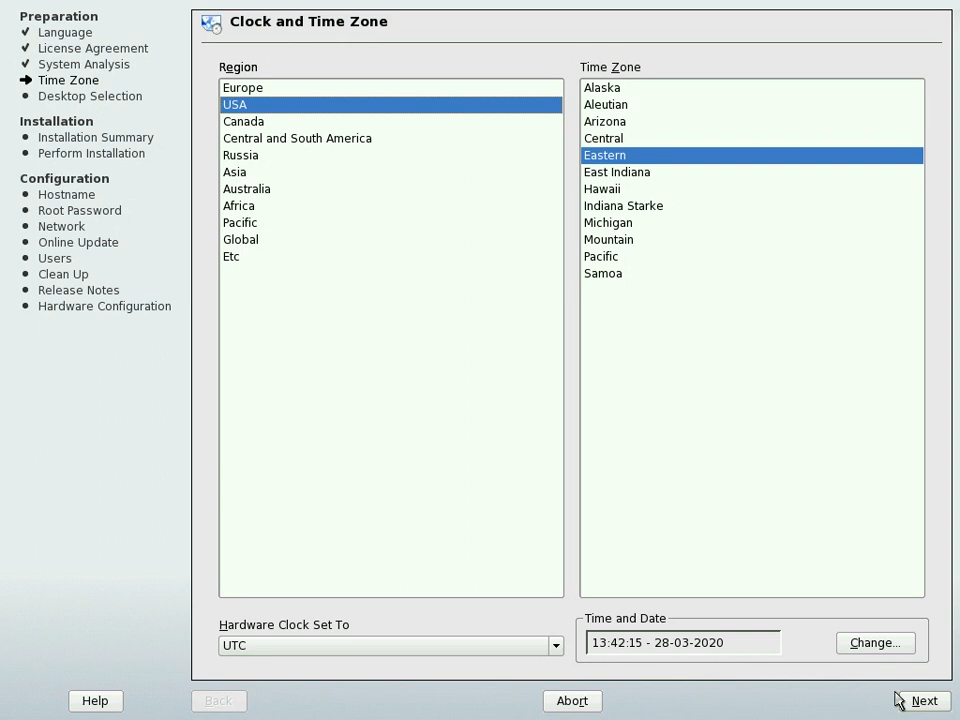 Preparation
Language
License Agreement
System Analysis
Time Zone
Desktop Selection
Installation
Installation Summary
Perform Installation
Configuration
Hostname
Root Password
Network
Online Update
Users
Clean Up
Release Notes
Hardware Configuration
Clock and Time Zone
Region
Europe
USA
Canada
Central and South America
Russia
Asia
Australia
Africa
Pacific
Global
Etc
Time Zone
Alaska
Aleutian
Arizona
Central
Eastern
East Indiana
Hawaii
Indiana Starke
Michigan
Mountain
Pacific
Samoa
Hardware Clock Set To
UTC
Time and Date
13:42:15 - 28-03-2020
Change...
Help
Back
Abort
Next